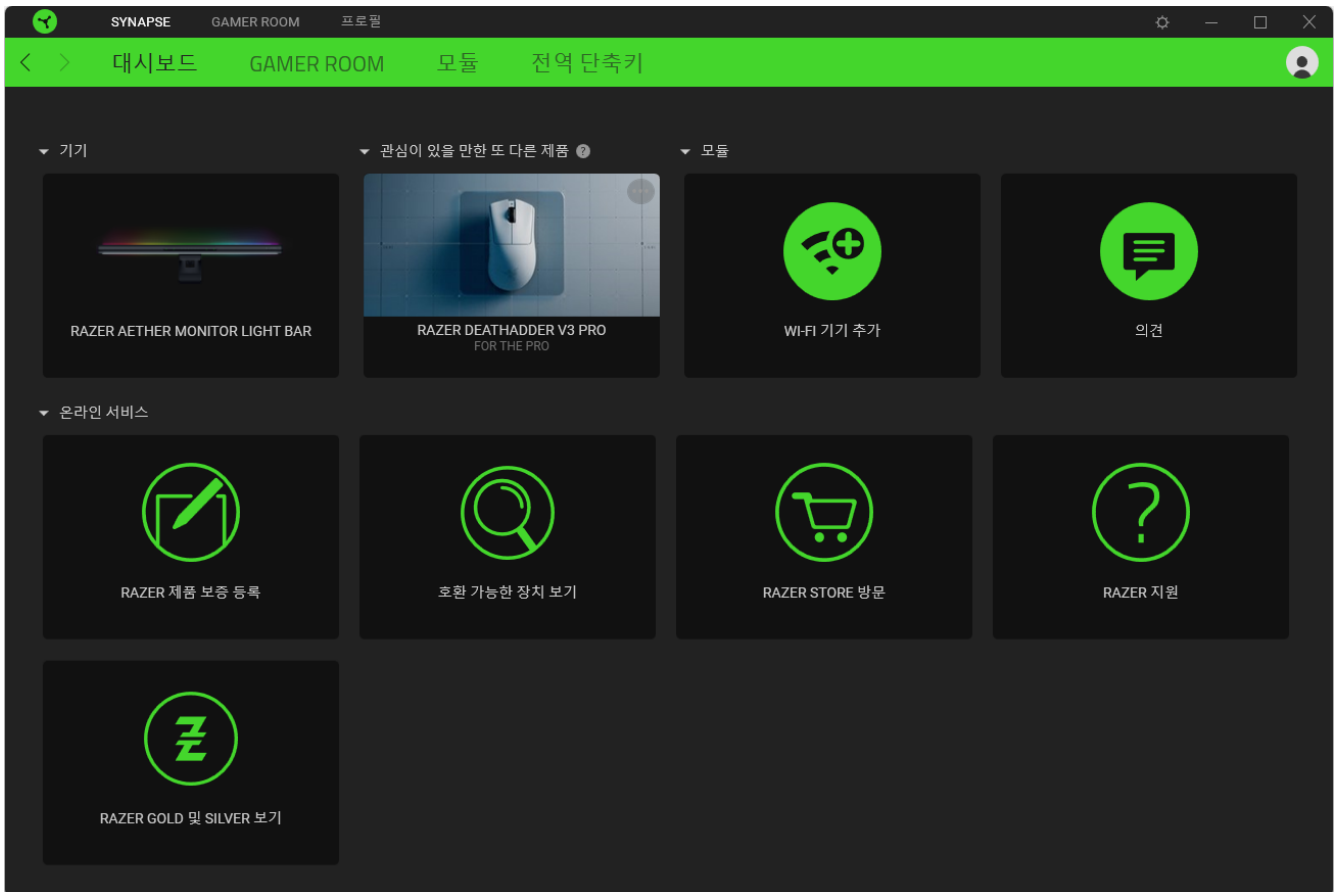 SYNAPSE GAMER ROOM 프로필
대시보드 GAMER ROOM 모듈 전역 단축키
기기
관심이 있을 만한 또 다른 제품 ?
모듈
RAZER AETHER MONITOR LIGHT BAR
RAZER DEATHADDER V3 PRO
FOR THE PRO
WI-FI 기기 추가
의견
온라인 서비스
RAZER 제품 보증 등록
호환 가능한 장치 보기
RAZER STORE 방문
RAZER 지원
RAZER GOLD 및 SILVER 보기